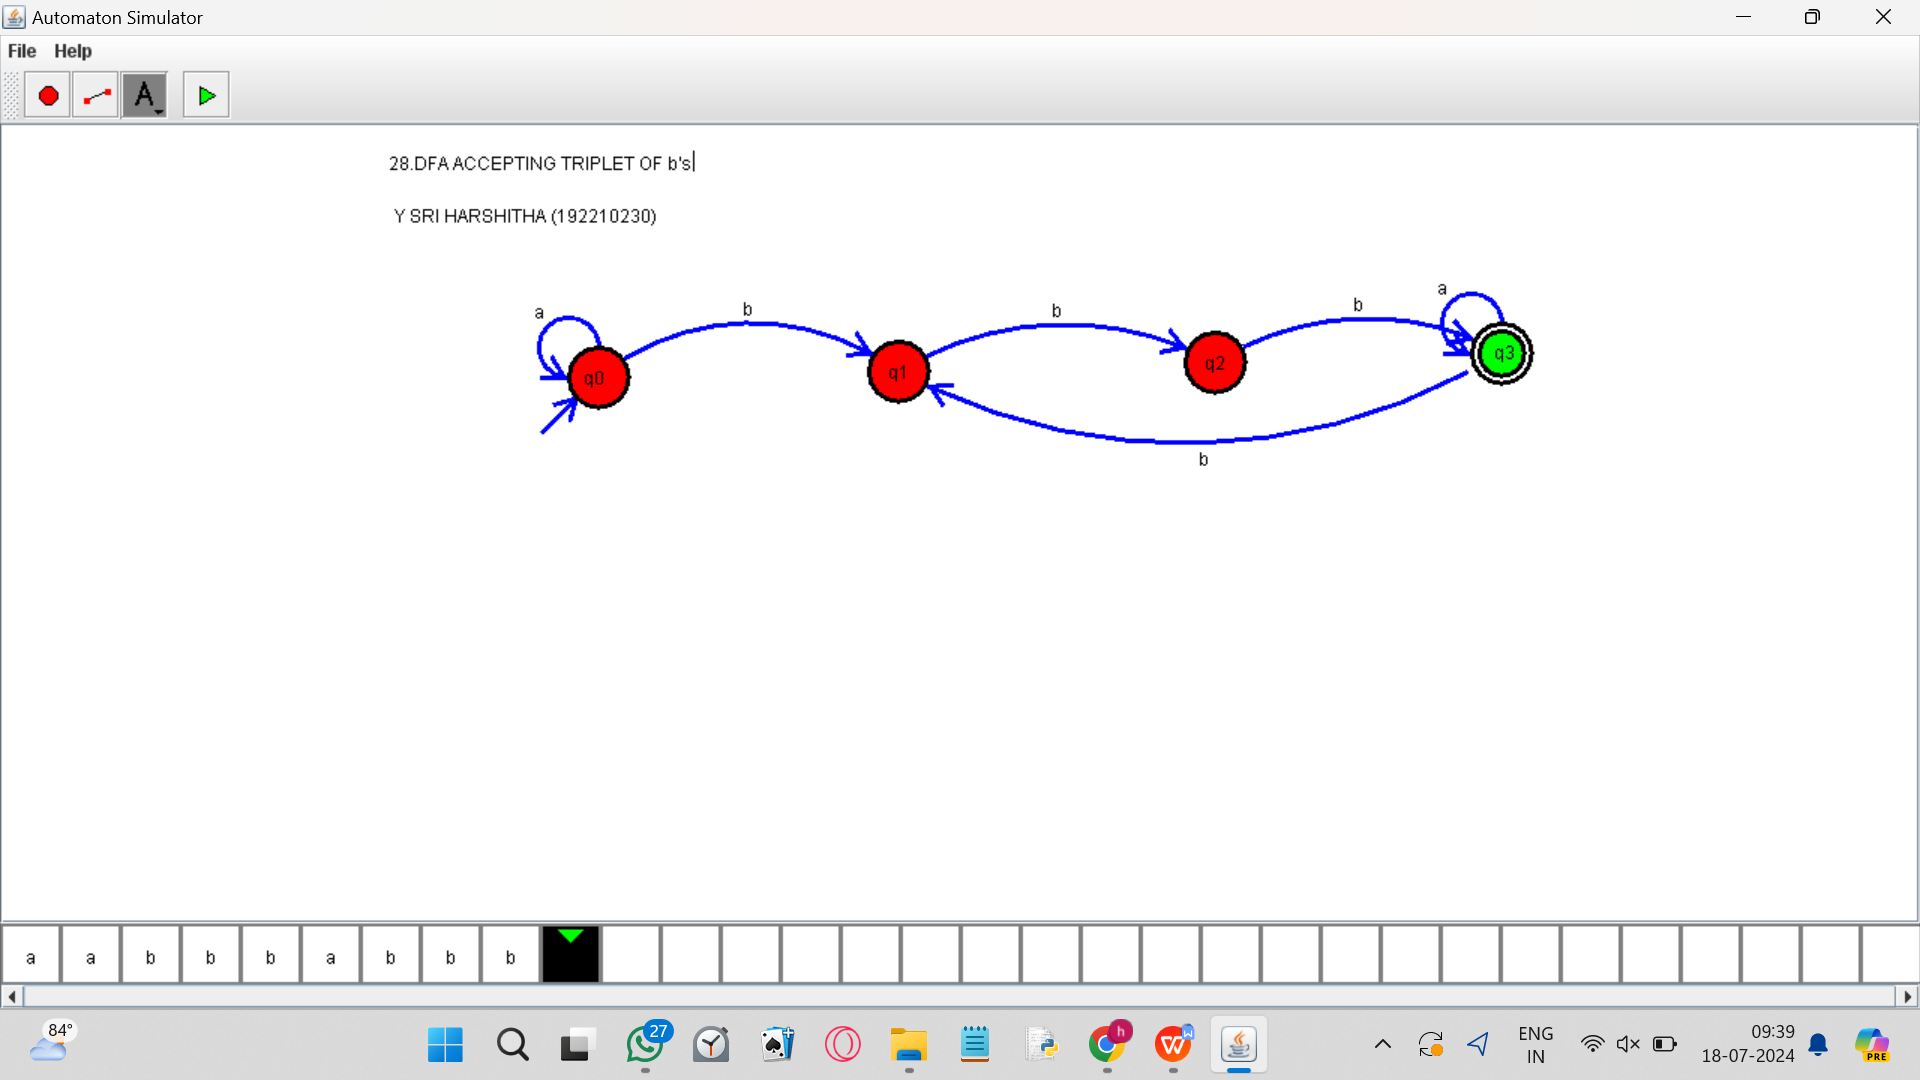 Automaton Simulator
File Help
A
28.DFA ACCEPTING TRIPLET OF b's
Y SRI HARSHITHA (192210230)
a b b b a
q0 q1 q2 q3
b
a a b b b a b b b
84° 27 h W ENG 09:39
IN 18-07-2024 PRE